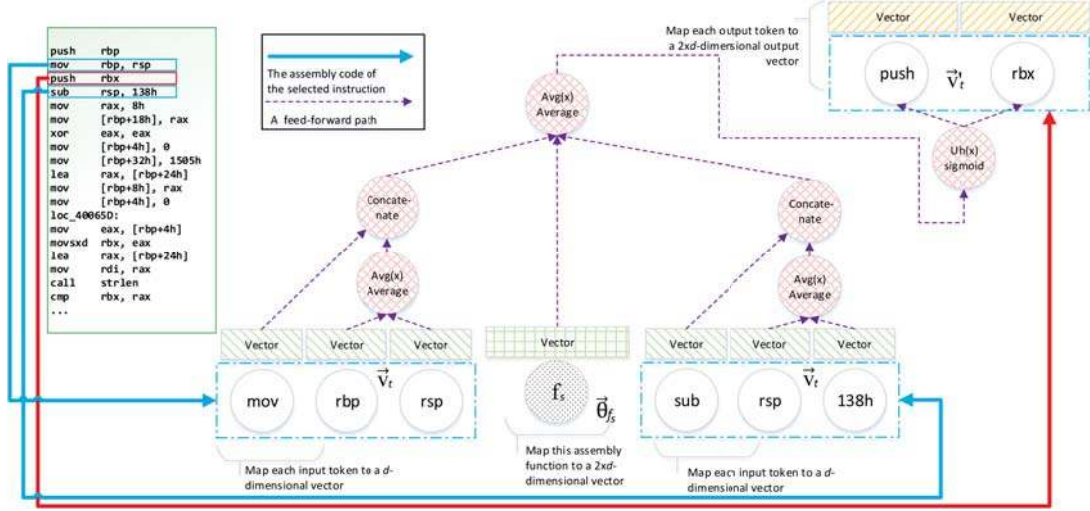 push rbp
mov rbp, rsp
push rbx
sub rsp, 138h
mov rax, 8h
mov [rbp+18h], rax
xor eax, eax
mov [rbp+4h], 0
mov [rbp+32h], 1505h
lea rax, [rbp+24h]
mov [rbp+8h], rax
mov [rbp+4h], 0
loc_40065D:
mov eax, [rbp+4h]
movsxd rbx, eax
lea rax, [rbp+24h]
mov rdi, rax
call strlen
cmp rbx, rax
...
The assembly code of
the selected instruction
A feed-forward path
Map each output token to
a 2xd-dimensional output
vector
Vector Vector
push v⃗'t rbx
Uh(x)
sigmoid
Avg(x)
Average
Concate-
nate
Concate-
nate
Avg(x)
Average
Avg(x)
Average
Vector Vector Vector
Vector
Vector Vector Vector
mov rbp v⃗t rsp
fs θ⃗fs
sub rsp v⃗t 138h
Map each input token to a d-
dimensional vector
Map this assembly
function to a 2xd-
dimensional vector
Map each input token to a d-
dimensional vector